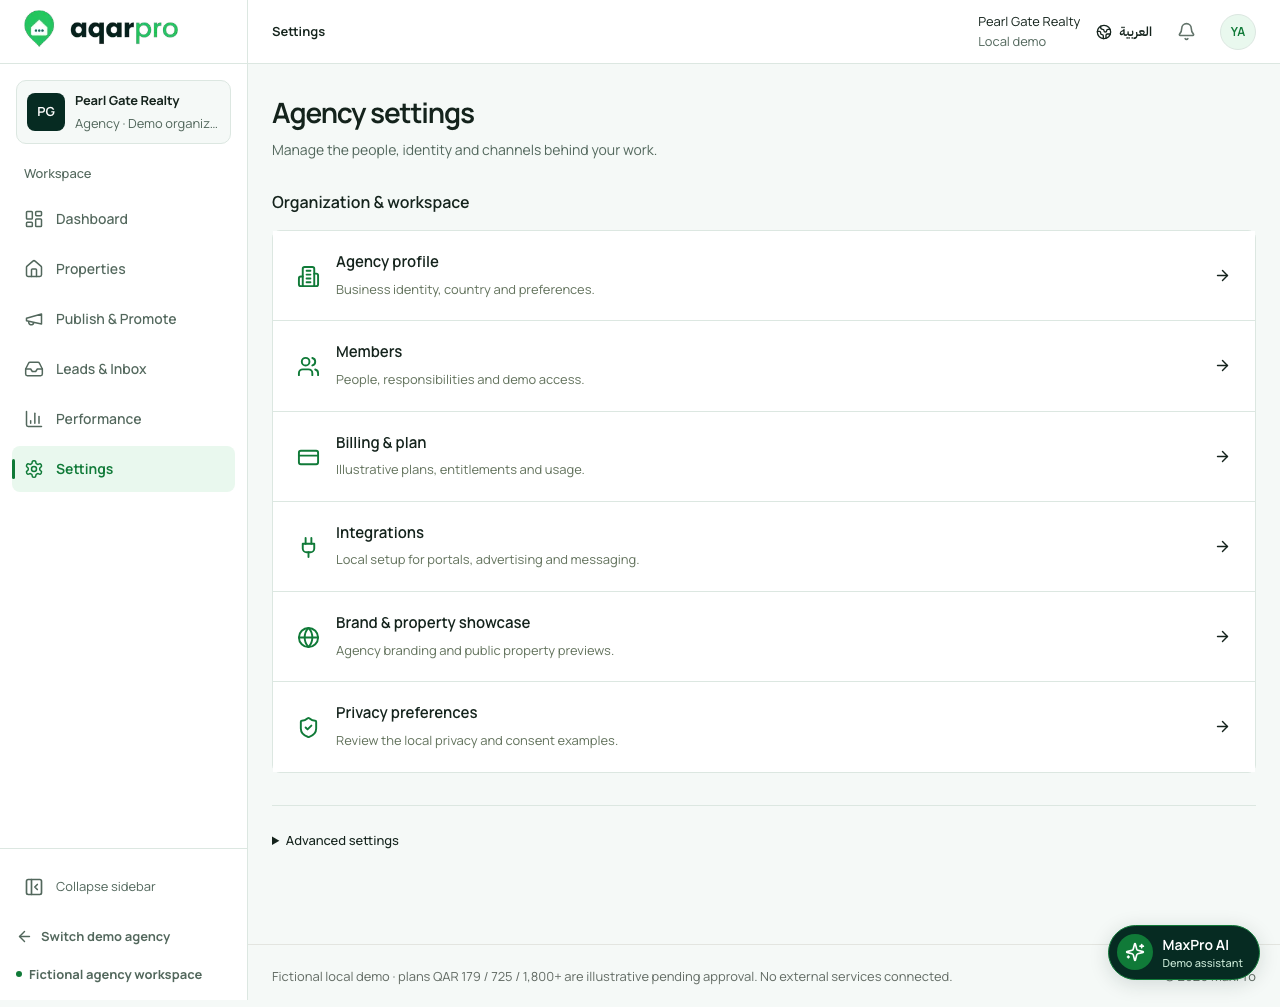 aqarpro
Settings
Pearl Gate Realty
Local demo
العربية
YA
PG
Pearl Gate Realty
Agency · Demo organiz...
Workspace
Dashboard
Properties
Publish & Promote
Leads & Inbox
Performance
Settings
Collapse sidebar
Switch demo agency
Fictional agency workspace
Agency settings
Manage the people, identity and channels behind your work.
Organization & workspace
Agency profile
Business identity, country and preferences.
Members
People, responsibilities and demo access.
Billing & plan
Illustrative plans, entitlements and usage.
Integrations
Local setup for portals, advertising and messaging.
Brand & property showcase
Agency branding and public property previews.
Privacy preferences
Review the local privacy and consent examples.
Advanced settings
Fictional local demo · plans QAR 179 / 725 / 1,800+ are illustrative pending approval. No external services connected.
MaxPro AI
Demo assistant